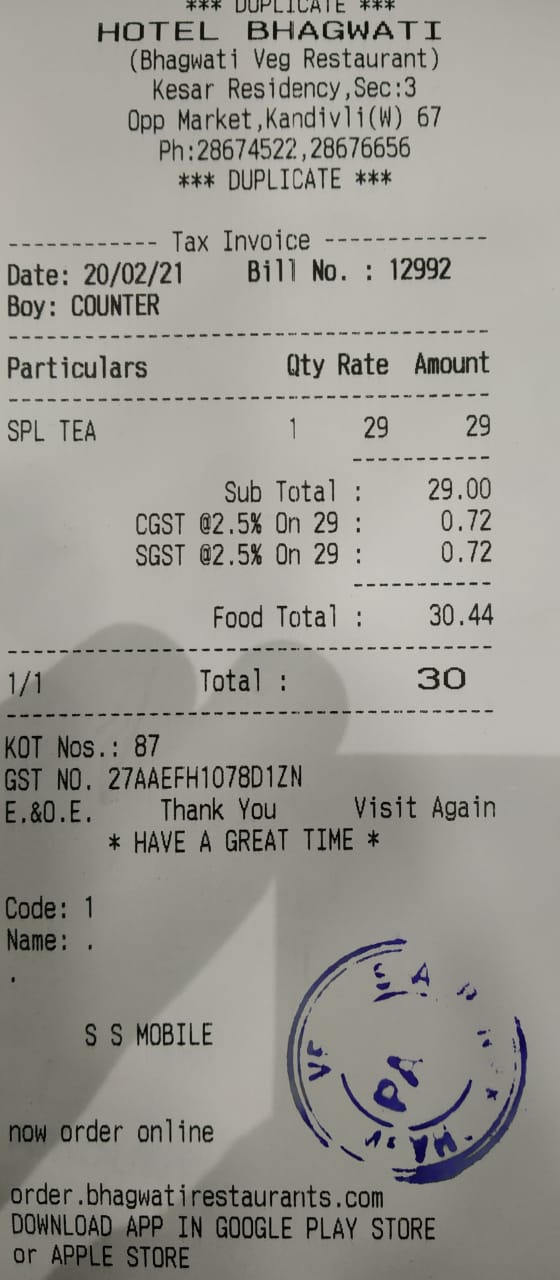 *** DUPLICATE ***
HOTEL BHAGWATI
(Bhagwati Veg Restaurant)
Kesar Residency,Sec:3
Opp Market,Kandivli(W) 67
Ph:28674522,28676656
*** DUPLICATE ***
------------ Tax Invoice -------------
Date: 20/02/21 Bill No. : 12992
Boy: COUNTER
Particulars Qty Rate Amount
SPL TEA 1 29 29
Sub Total : 29.00
CGST @2.5% On 29 : 0.72
SGST @2.5% On 29 : 0.72
Food Total : 30.44
1/1 Total : 30
KOT Nos.: 87
GST NO. 27AAEFH1078D1ZN
E.&O.E. Thank You Visit Again
* HAVE A GREAT TIME *
Code: 1
Name: .
.
S S MOBILE
PA
now order online
order.bhagwatirestaurants.com
DOWNLOAD APP IN GOOGLE PLAY STORE
or APPLE STORE